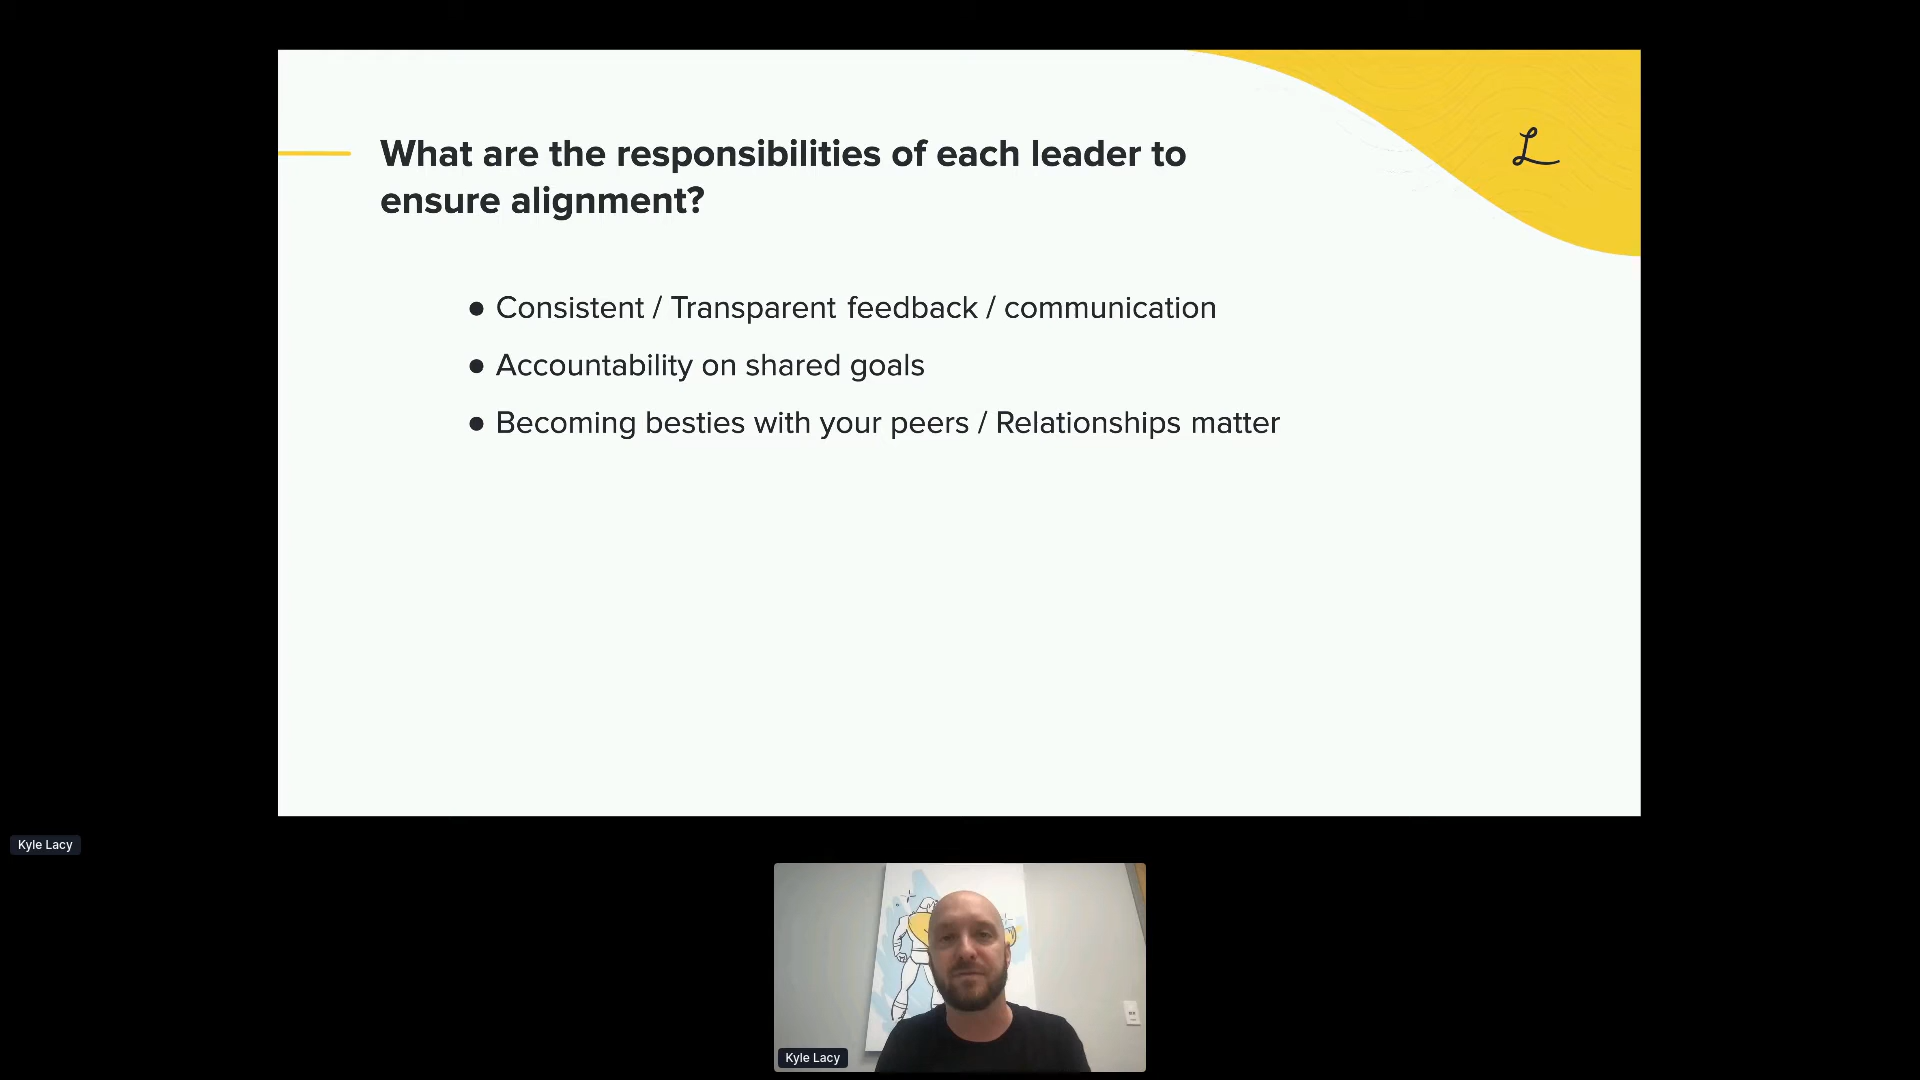 What are the responsibilities of each leader to
ensure alignment?
● Consistent / Transparent feedback / communication
● Accountability on shared goals
● Becoming besties with your peers / Relationships matter
L
Kyle Lacy
Kyle Lacy